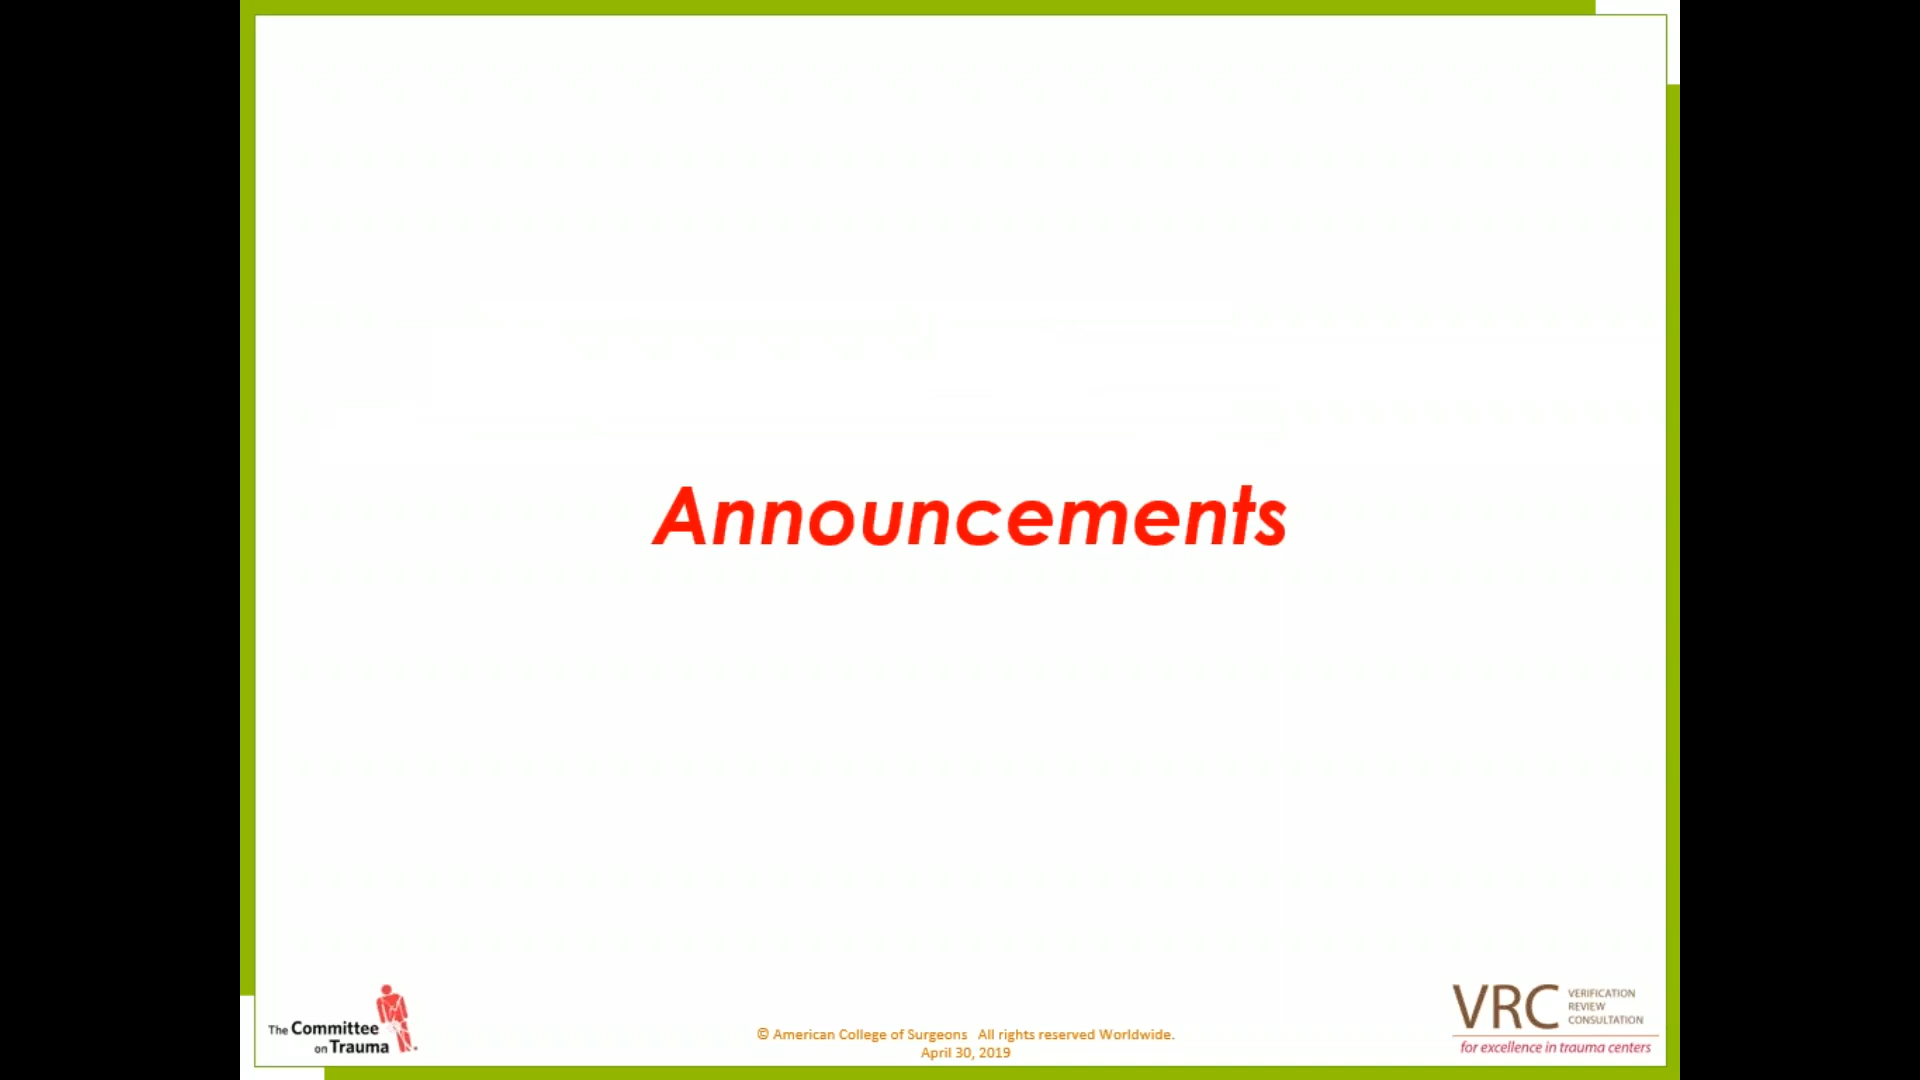 Announcements
The Committee
on Trauma
© American College of Surgeons All rights reserved Worldwide.
April 30, 2019
VRC
VERIFICATION
REVIEW
CONSULTATION
for excellence in trauma centers